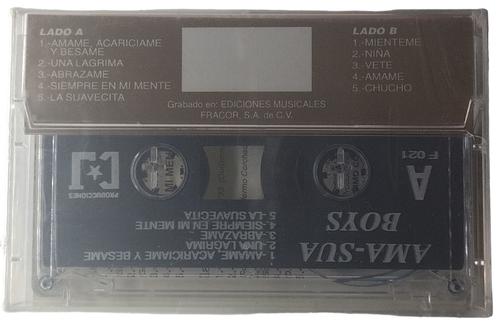 LADO A
1.-AMAME, ACARICIAME
Y BESAME
2.-UNA LAGRIMA
3.-ABRAZAME
4.-SIEMPRE EN MI MENTE
5.-LA SUAVECITA
LADO B
1.-MIENTEME
2.-NIÑA
3.-VETE
4.-AMAME
5.-CHUCHO
Grabado en: EDICIONES MUSICALES
FRACOR, S.A. de C.V.
A
F 021
PRODUCCIONES
AMA-SUA
BOYS
1.-AMAME, ACARICIAME Y BESAME
2.-UNA LAGRIMA
3.-ABRAZAME
4.-SIEMPRE EN MI MENTE
5.-LA SUAVECITA